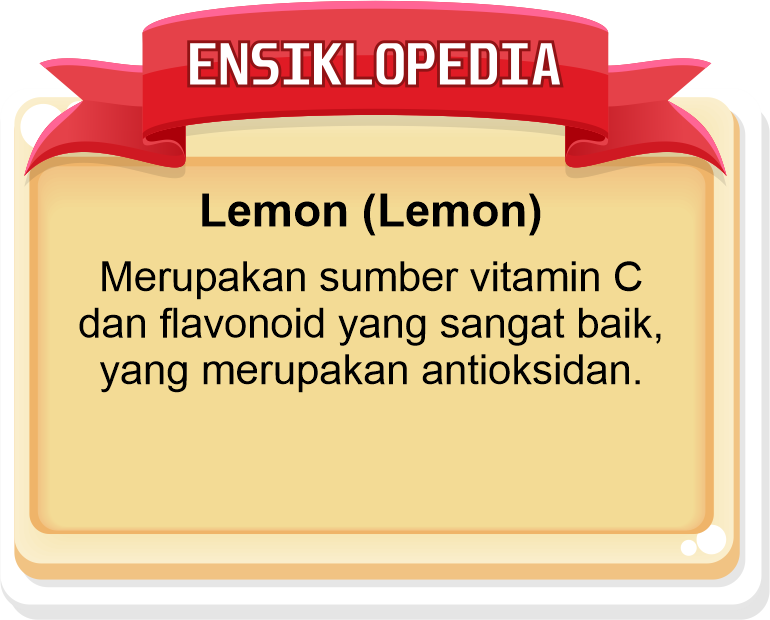 ENSIKLOPEDIA
Lemon (Lemon)
Merupakan sumber vitamin C
dan flavonoid yang sangat baik,
yang merupakan antioksidan.